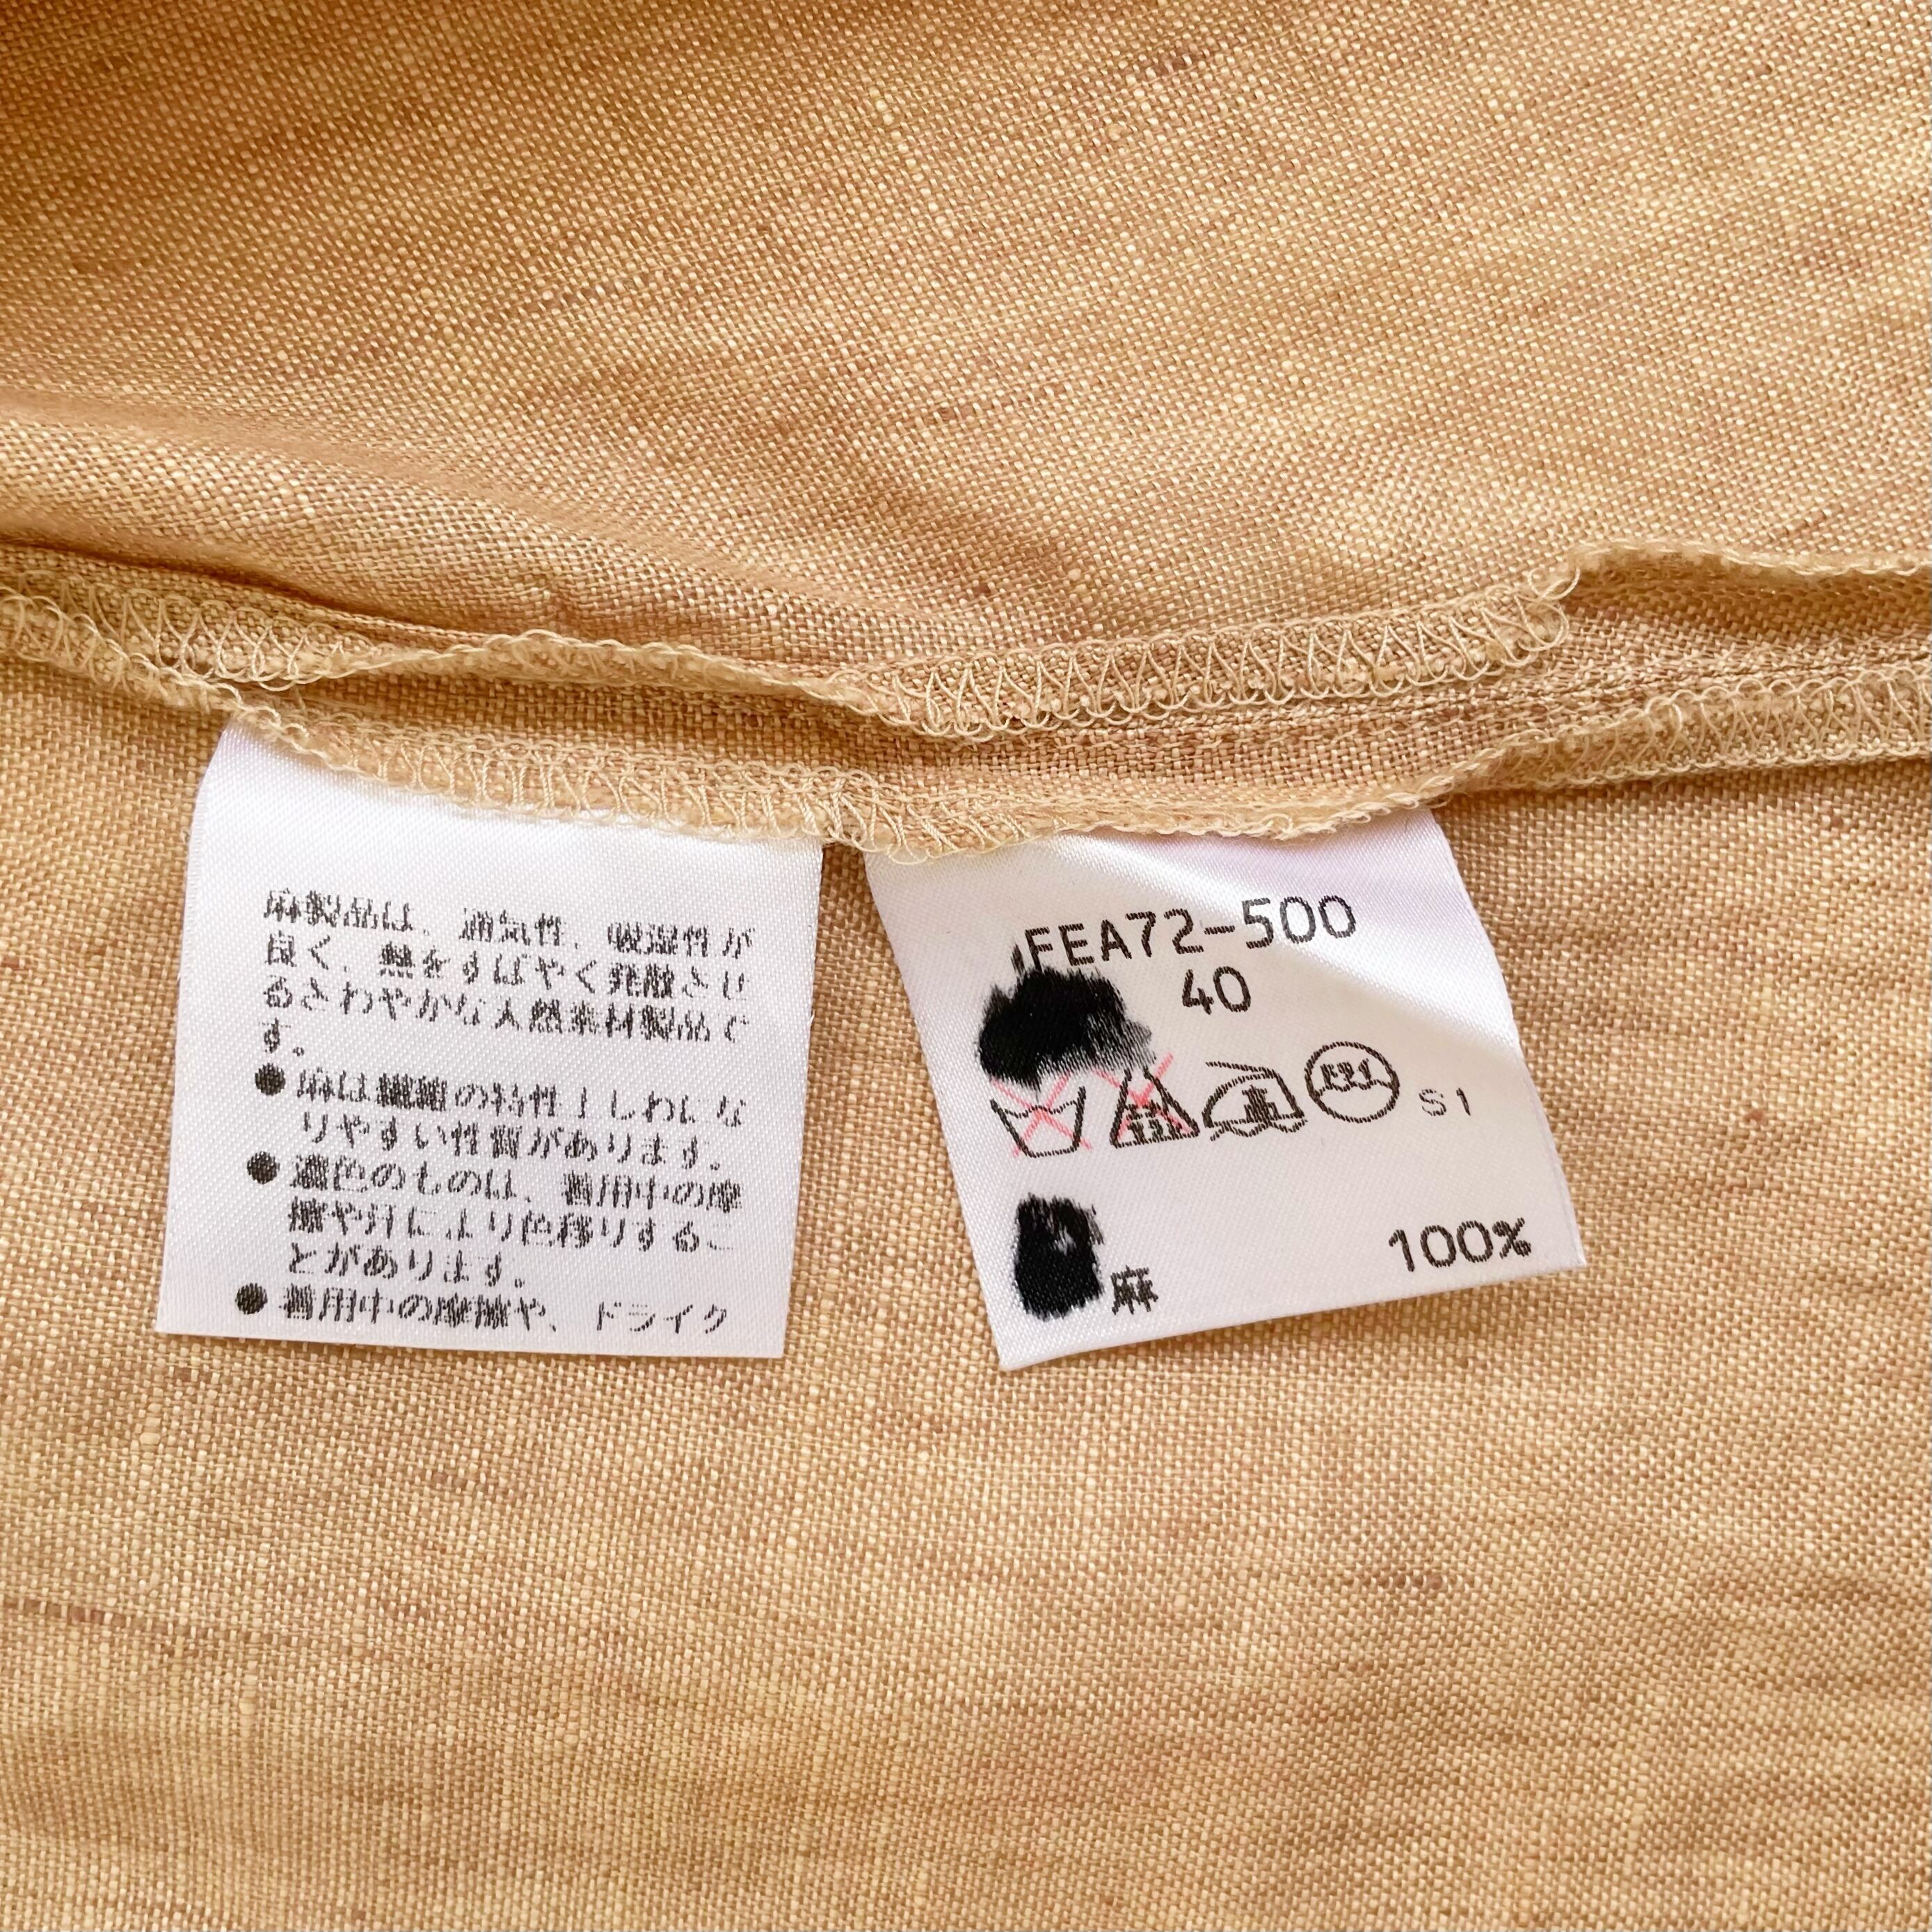 麻製品は、通気性、吸湿性が
良く、熱をすばやく発散させ
るさわやかな天然素材製品で
す。
●麻は繊維の特性上しわにな
りやすい性質があります。
●濃色のものは、着用中の摩
擦や汗により色移りするこ
とがあります。
●着用中の摩擦や、ドライク
FEA72-500
40
ドライ S1
麻 100%